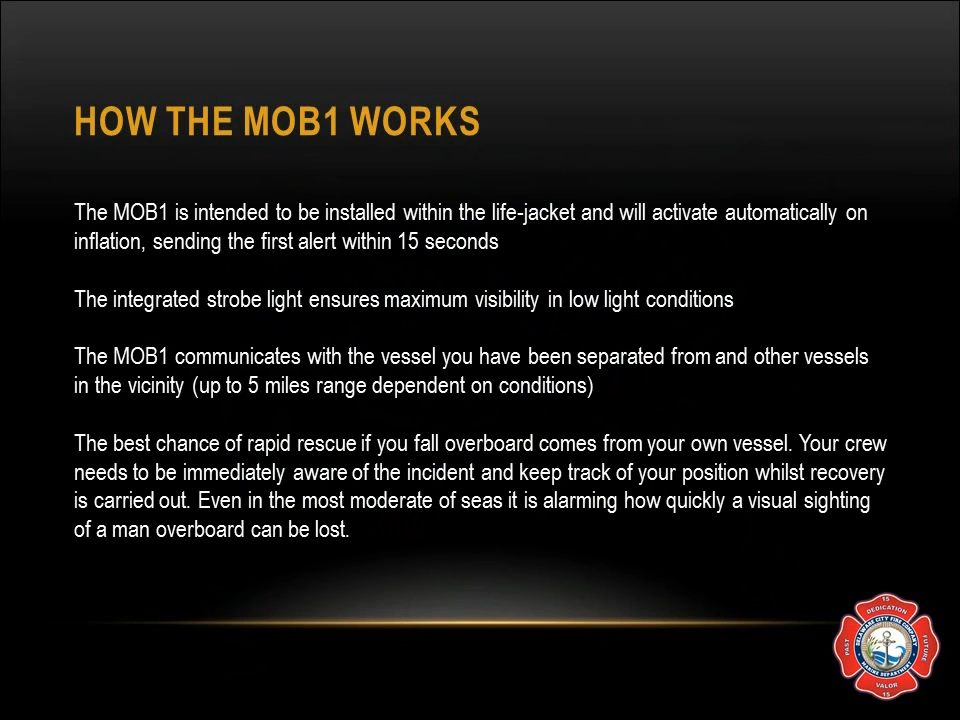 HOW THE MOB1 WORKS
The MOB1 is intended to be installed within the life-jacket and will activate automatically on
inflation, sending the first alert within 15 seconds
The integrated strobe light ensures maximum visibility in low light conditions
The MOB1 communicates with the vessel you have been separated from and other vessels
in the vicinity (up to 5 miles range dependent on conditions)
The best chance of rapid rescue if you fall overboard comes from your own vessel. Your crew
needs to be immediately aware of the incident and keep track of your position whilst recovery
is carried out. Even in the most moderate of seas it is alarming how quickly a visual sighting
of a man overboard can be lost.
15
DEDICATION
DELAWARE CITY FIRE COMPANY
PAST
FUTURE
MARINE DEPARTMENT
VALOR
15